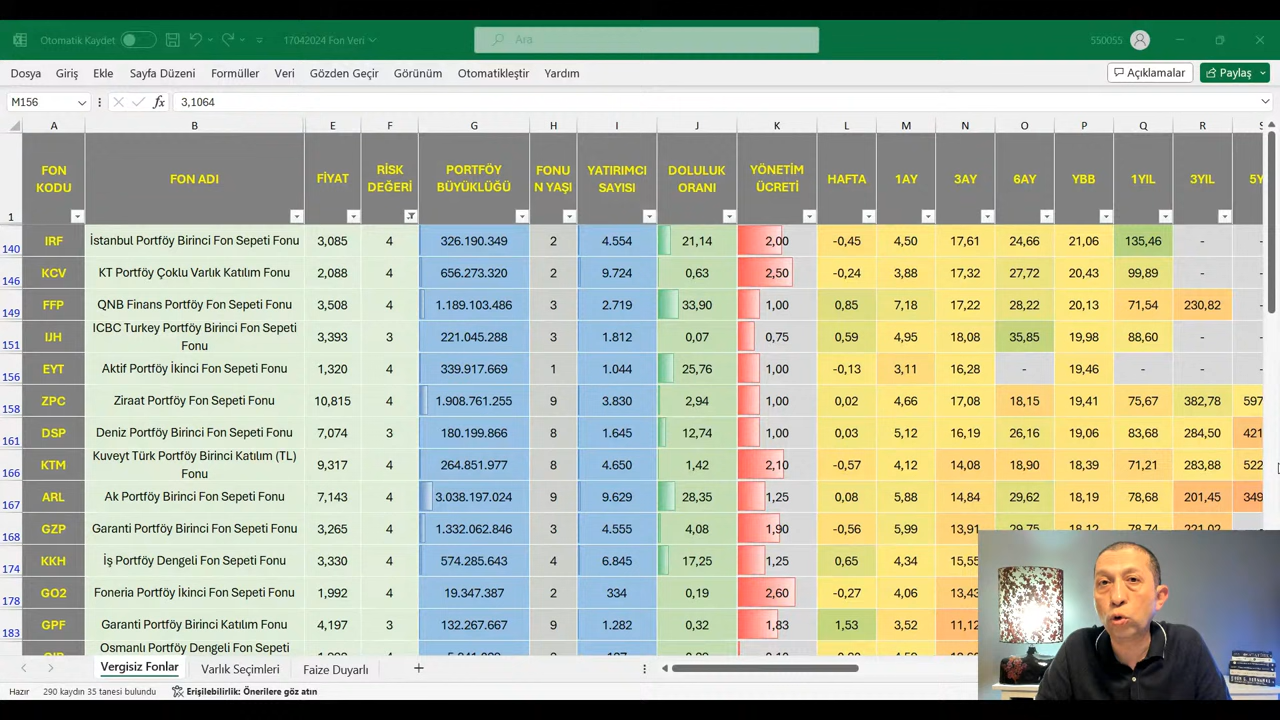 Otomatik Kaydet
17042024 Fon Veri
Ara
550055
Dosya Giriş Ekle Sayfa Düzeni Formüller Veri Gözden Geçir Görünüm Otomatikleştir Yardım Açıklamalar Paylaş
M156 fx 3,1064
A B E F G H I J K L M N O P Q R S
1 FON KODU FON ADI FİYAT RİSK DEĞERİ PORTFÖY BÜYÜKLÜĞÜ FONUN YAŞI YATIRIMCI SAYISI DOLULUK ORANI YÖNETİM ÜCRETİ HAFTA 1AY 3AY 6AY YBB 1YIL 3YIL
140 IRF İstanbul Portföy Birinci Fon Sepeti Fonu 3,085 4 326.190.349 2 4.554 21,14 2,00 -0,45 4,50 17,61 24,66 21,06 135,46 - -
146 KCV KT Portföy Çoklu Varlık Katılım Fonu 2,088 4 656.273.320 2 9.724 0,63 2,50 -0,24 3,88 17,32 27,72 20,43 99,89 - -
149 FFP QNB Finans Portföy Fon Sepeti Fonu 3,508 4 1.189.103.486 3 2.719 33,90 1,00 0,85 7,18 17,22 28,22 20,13 71,54 230,82 -
151 IJH ICBC Turkey Portföy Birinci Fon Sepeti Fonu 3,393 3 221.045.288 3 1.812 0,07 0,75 0,59 4,95 18,08 35,85 19,98 88,60 - -
156 EYT Aktif Portföy İkinci Fon Sepeti Fonu 1,320 4 339.917.669 1 1.044 25,76 1,00 -0,13 3,11 16,28 - 19,46 - - -
158 ZPC Ziraat Portföy Fon Sepeti Fonu 10,815 4 1.908.761.255 9 3.830 2,94 1,00 0,02 4,66 17,08 18,15 19,41 75,67 382,78 597
161 DSP Deniz Portföy Birinci Fon Sepeti Fonu 7,074 3 180.199.866 8 1.645 12,74 1,00 0,03 5,12 16,19 26,16 19,06 83,68 284,50 421
166 KTM Kuveyt Türk Portföy Birinci Katılım (TL) Fonu 9,317 4 264.851.977 8 4.650 1,42 2,10 -0,57 4,12 14,08 18,90 18,39 71,21 283,88 522
167 ARL Ak Portföy Birinci Fon Sepeti Fonu 7,143 4 3.038.197.024 9 9.629 28,35 1,25 0,08 5,88 14,84 29,62 18,19 78,68 201,45 349
168 GZP Garanti Portföy Birinci Fon Sepeti Fonu 3,265 4 1.332.062.846 3 4.555 4,08 1,90 -0,56 5,99 13,91 29,75 18,12 78,74 221,02
174 KKH İş Portföy Dengeli Fon Sepeti Fonu 3,330 4 574.285.643 4 6.845 17,25 1,25 0,65 4,34 15,55
178 GO2 Foneria Portföy İkinci Fon Sepeti Fonu 1,992 4 19.347.387 2 334 0,19 2,60 -0,27 4,06 13,43
183 GPF Garanti Portföy Birinci Katılım Fonu 4,197 3 132.267.667 9 1.282 0,32 1,83 1,53 3,52 11,12
Osmanlı Portföy Dengeli Fon Sepeti
Vergisiz Fonlar Varlık Seçimleri Faize Duyarlı
Hazır 290 kaydın 35 tanesi bulundu Erişilebilirlik: Önerilere göz atın